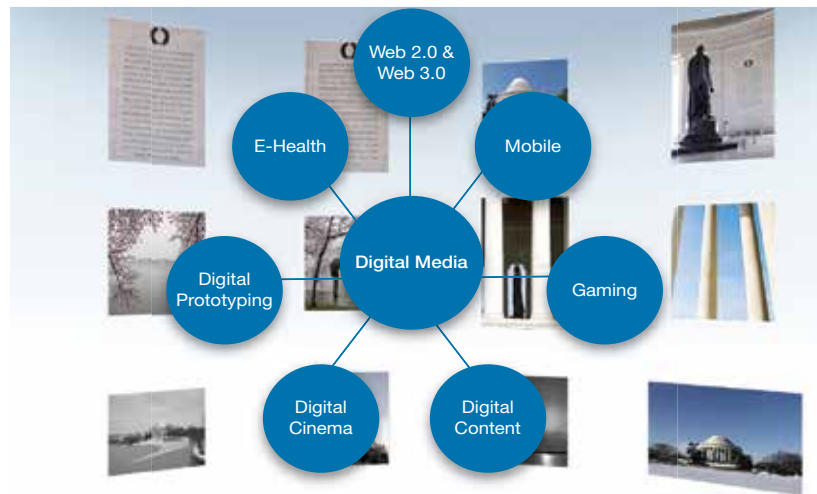 Web 2.0 &
Web 3.0
E-Health
Mobile
Digital Media
Digital
Prototyping
Gaming
Digital
Cinema
Digital
Content